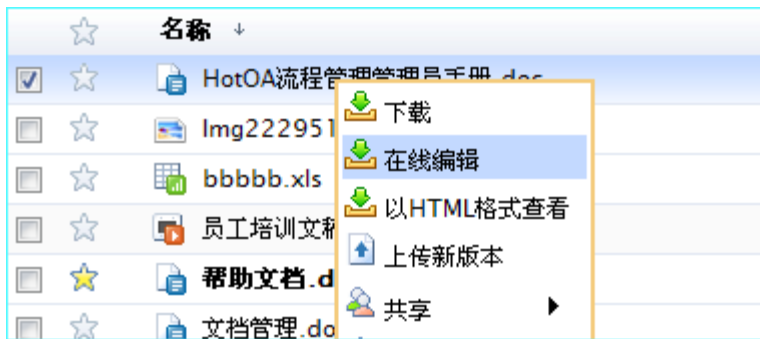 名称
HotOA流程管理管理员手册.doc
下载
Img222951
在线编辑
bbbbb.xls
以HTML格式查看
员工培训文稿
上传新版本
帮助文档.d
共享
文档管理.do